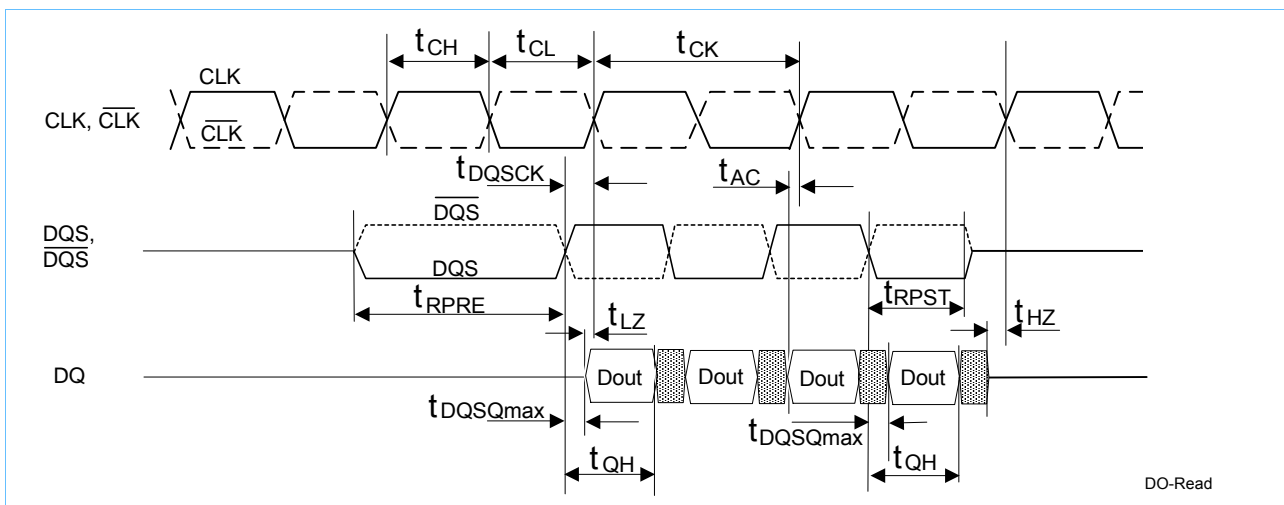 tCH tCL tCK
CLK
CLK, CLK
CLK
tDQSCK tAC
DQS
DQS,
DQS
DQS
tRPRE tRPST
tLZ tHZ
DQ Dout Dout Dout Dout
tDQSQmax tDQSQmax
tQH tQH
DO-Read